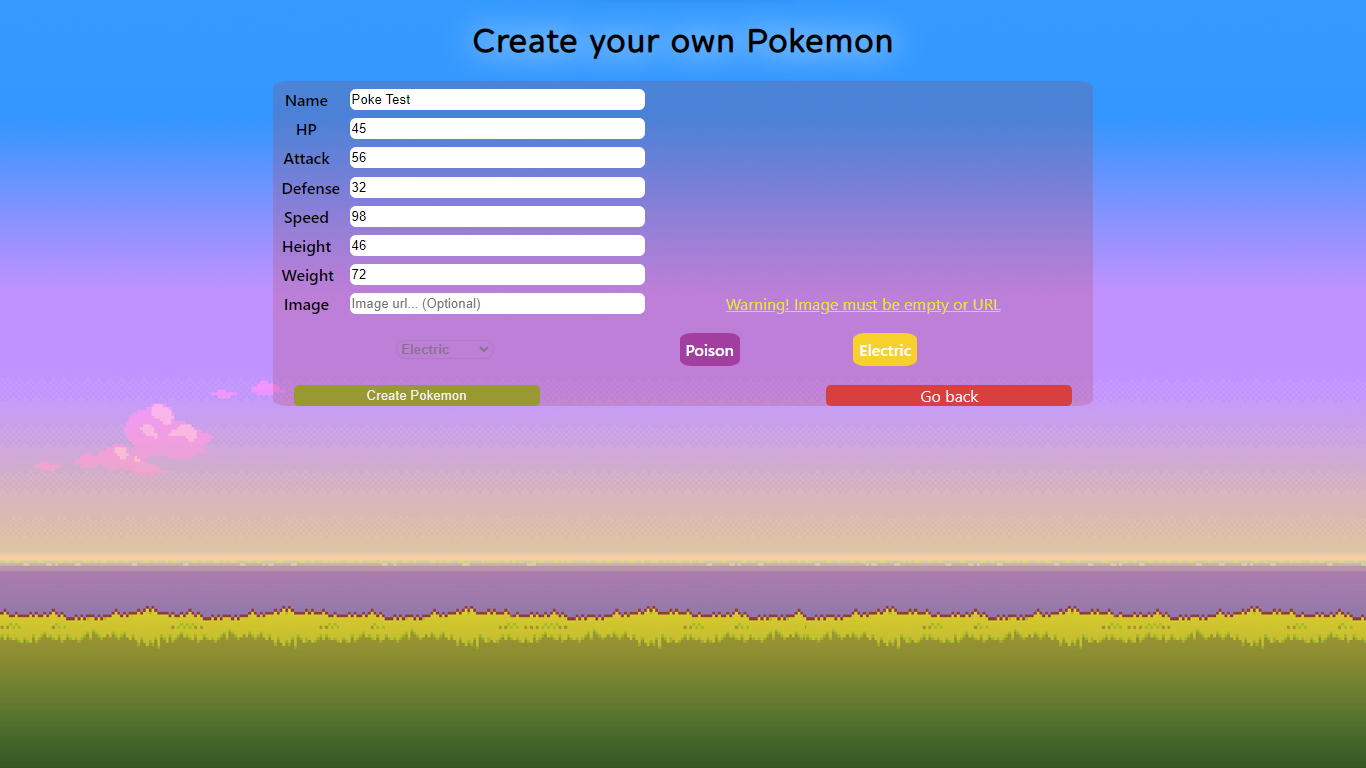 Create your own Pokemon
Name Poke Test
HP 45
Attack 56
Defense 32
Speed 98
Height 46
Weight 72
Image Image url... (Optional) Warning! Image must be empty or URL
Electric Poison Electric
Create Pokemon Go back